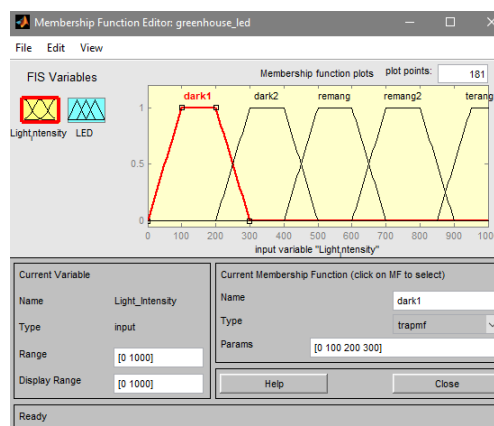 Membership Function Editor: greenhouse_led
File Edit View
FIS Variables
Membership function plots plot points: 181
dark1 dark2 remang remang2 terang
Light_Intensity LED
1
0.5
0
0 100 200 300 400 500 600 700 800 900 1000
input variable "Light_Intensity"
Current Variable
Name Light_Intensity
Type input
Range [0 1000]
Display Range [0 1000]
Current Membership Function (click on MF to select)
Name dark1
Type trapmf
Params [0 100 200 300]
Help Close
Ready